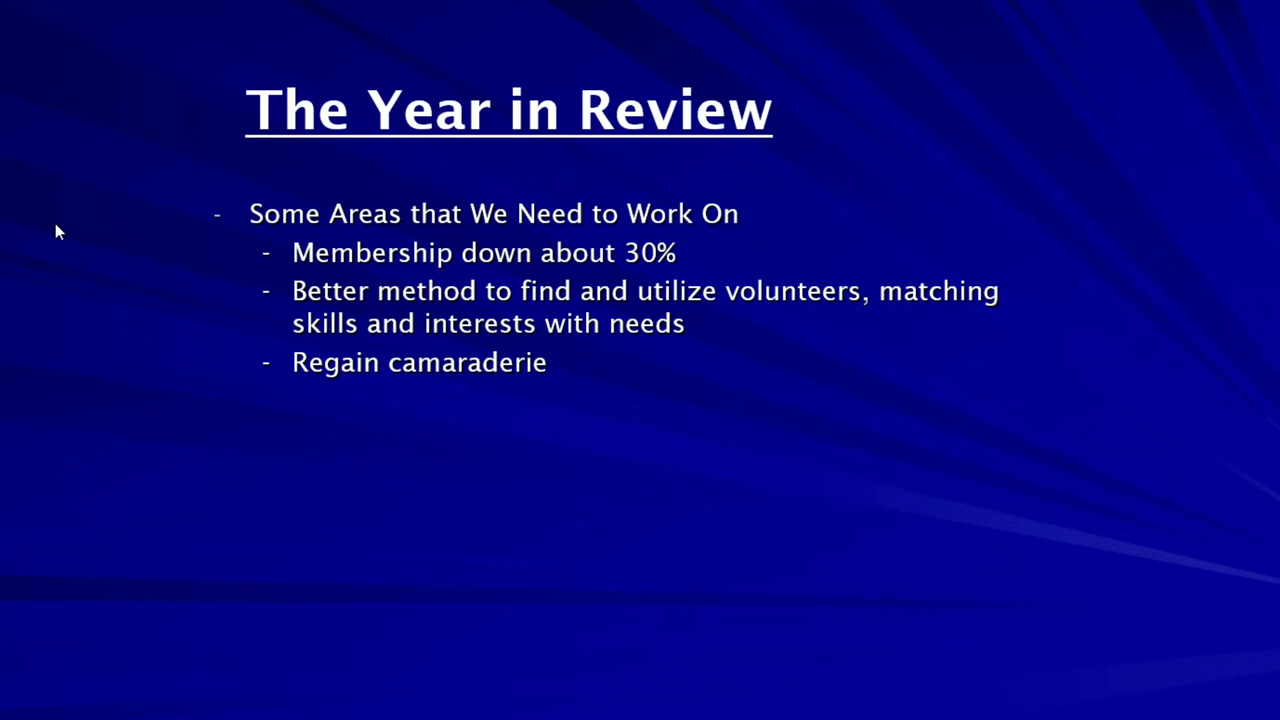 The Year in Review
- Some Areas that We Need to Work On
- Membership down about 30%
- Better method to find and utilize volunteers, matching
skills and interests with needs
- Regain camaraderie